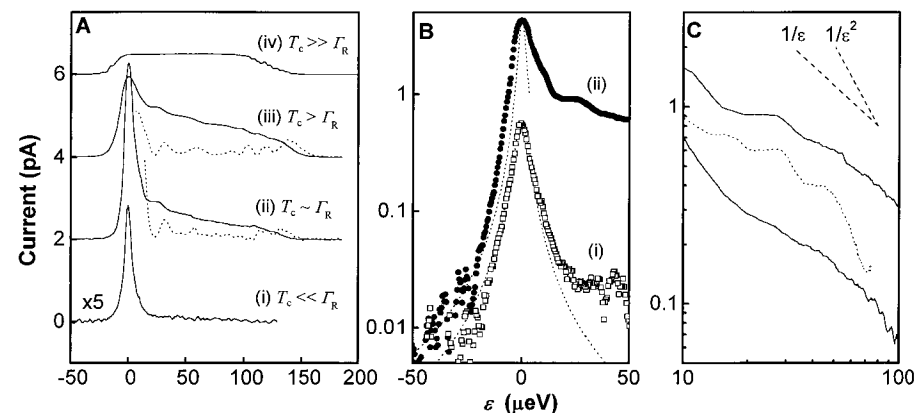 A
(iv) T_c >> Γ_R
(iii) T_c > Γ_R
(ii) T_c ~ Γ_R
(i) T_c << Γ_R
x5
Current (pA)
6
4
2
0
-50 0 50 100 150 200
B
(ii)
(i)
1
0.1
0.01
-50 0 50
ε (μeV)
C
1/ε
1/ε²
1
0.1
10 100